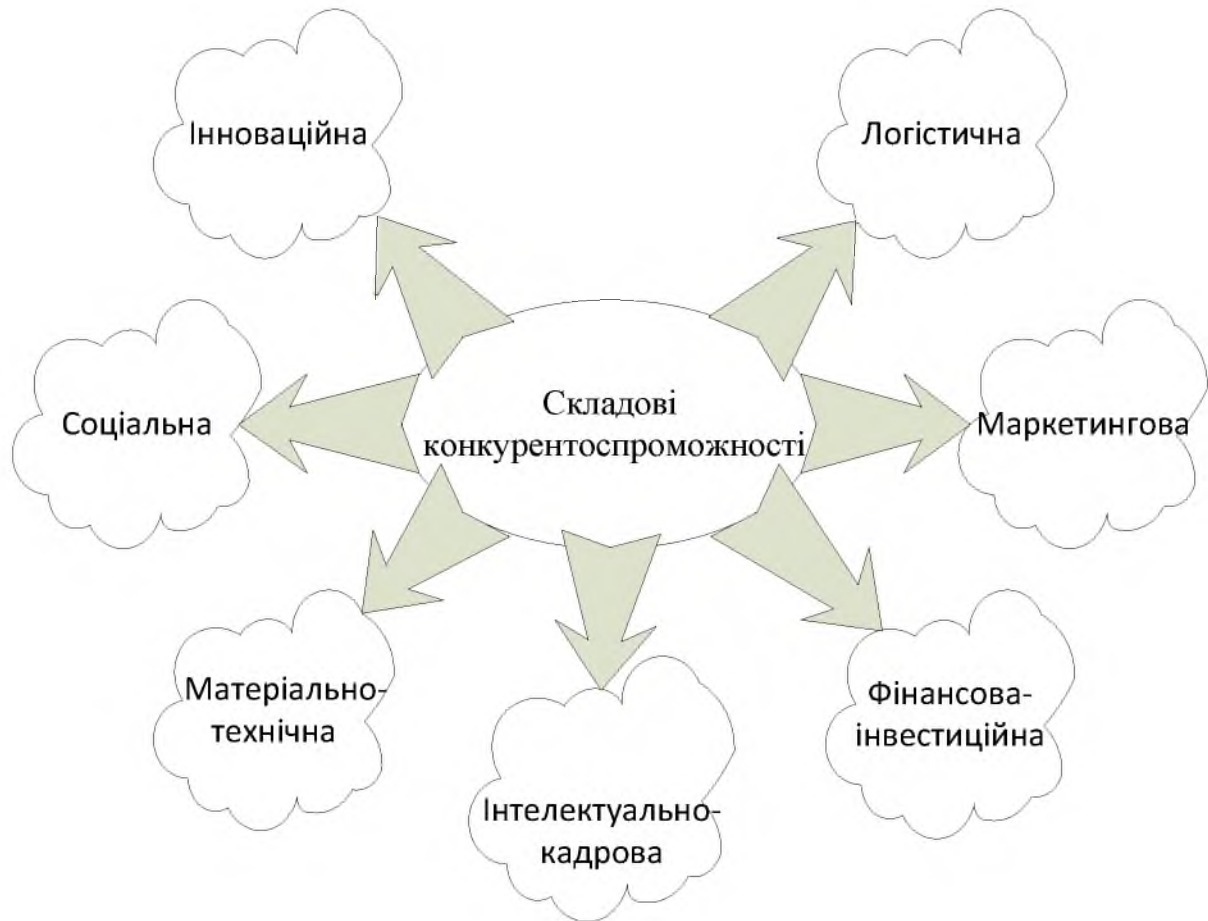 Інноваційна
Логістична
Складові
конкурентоспроможності
Соціальна
Маркетингова
Матеріально-
технічна
Фінансова-
інвестиційна
Інтелектуально-
кадрова